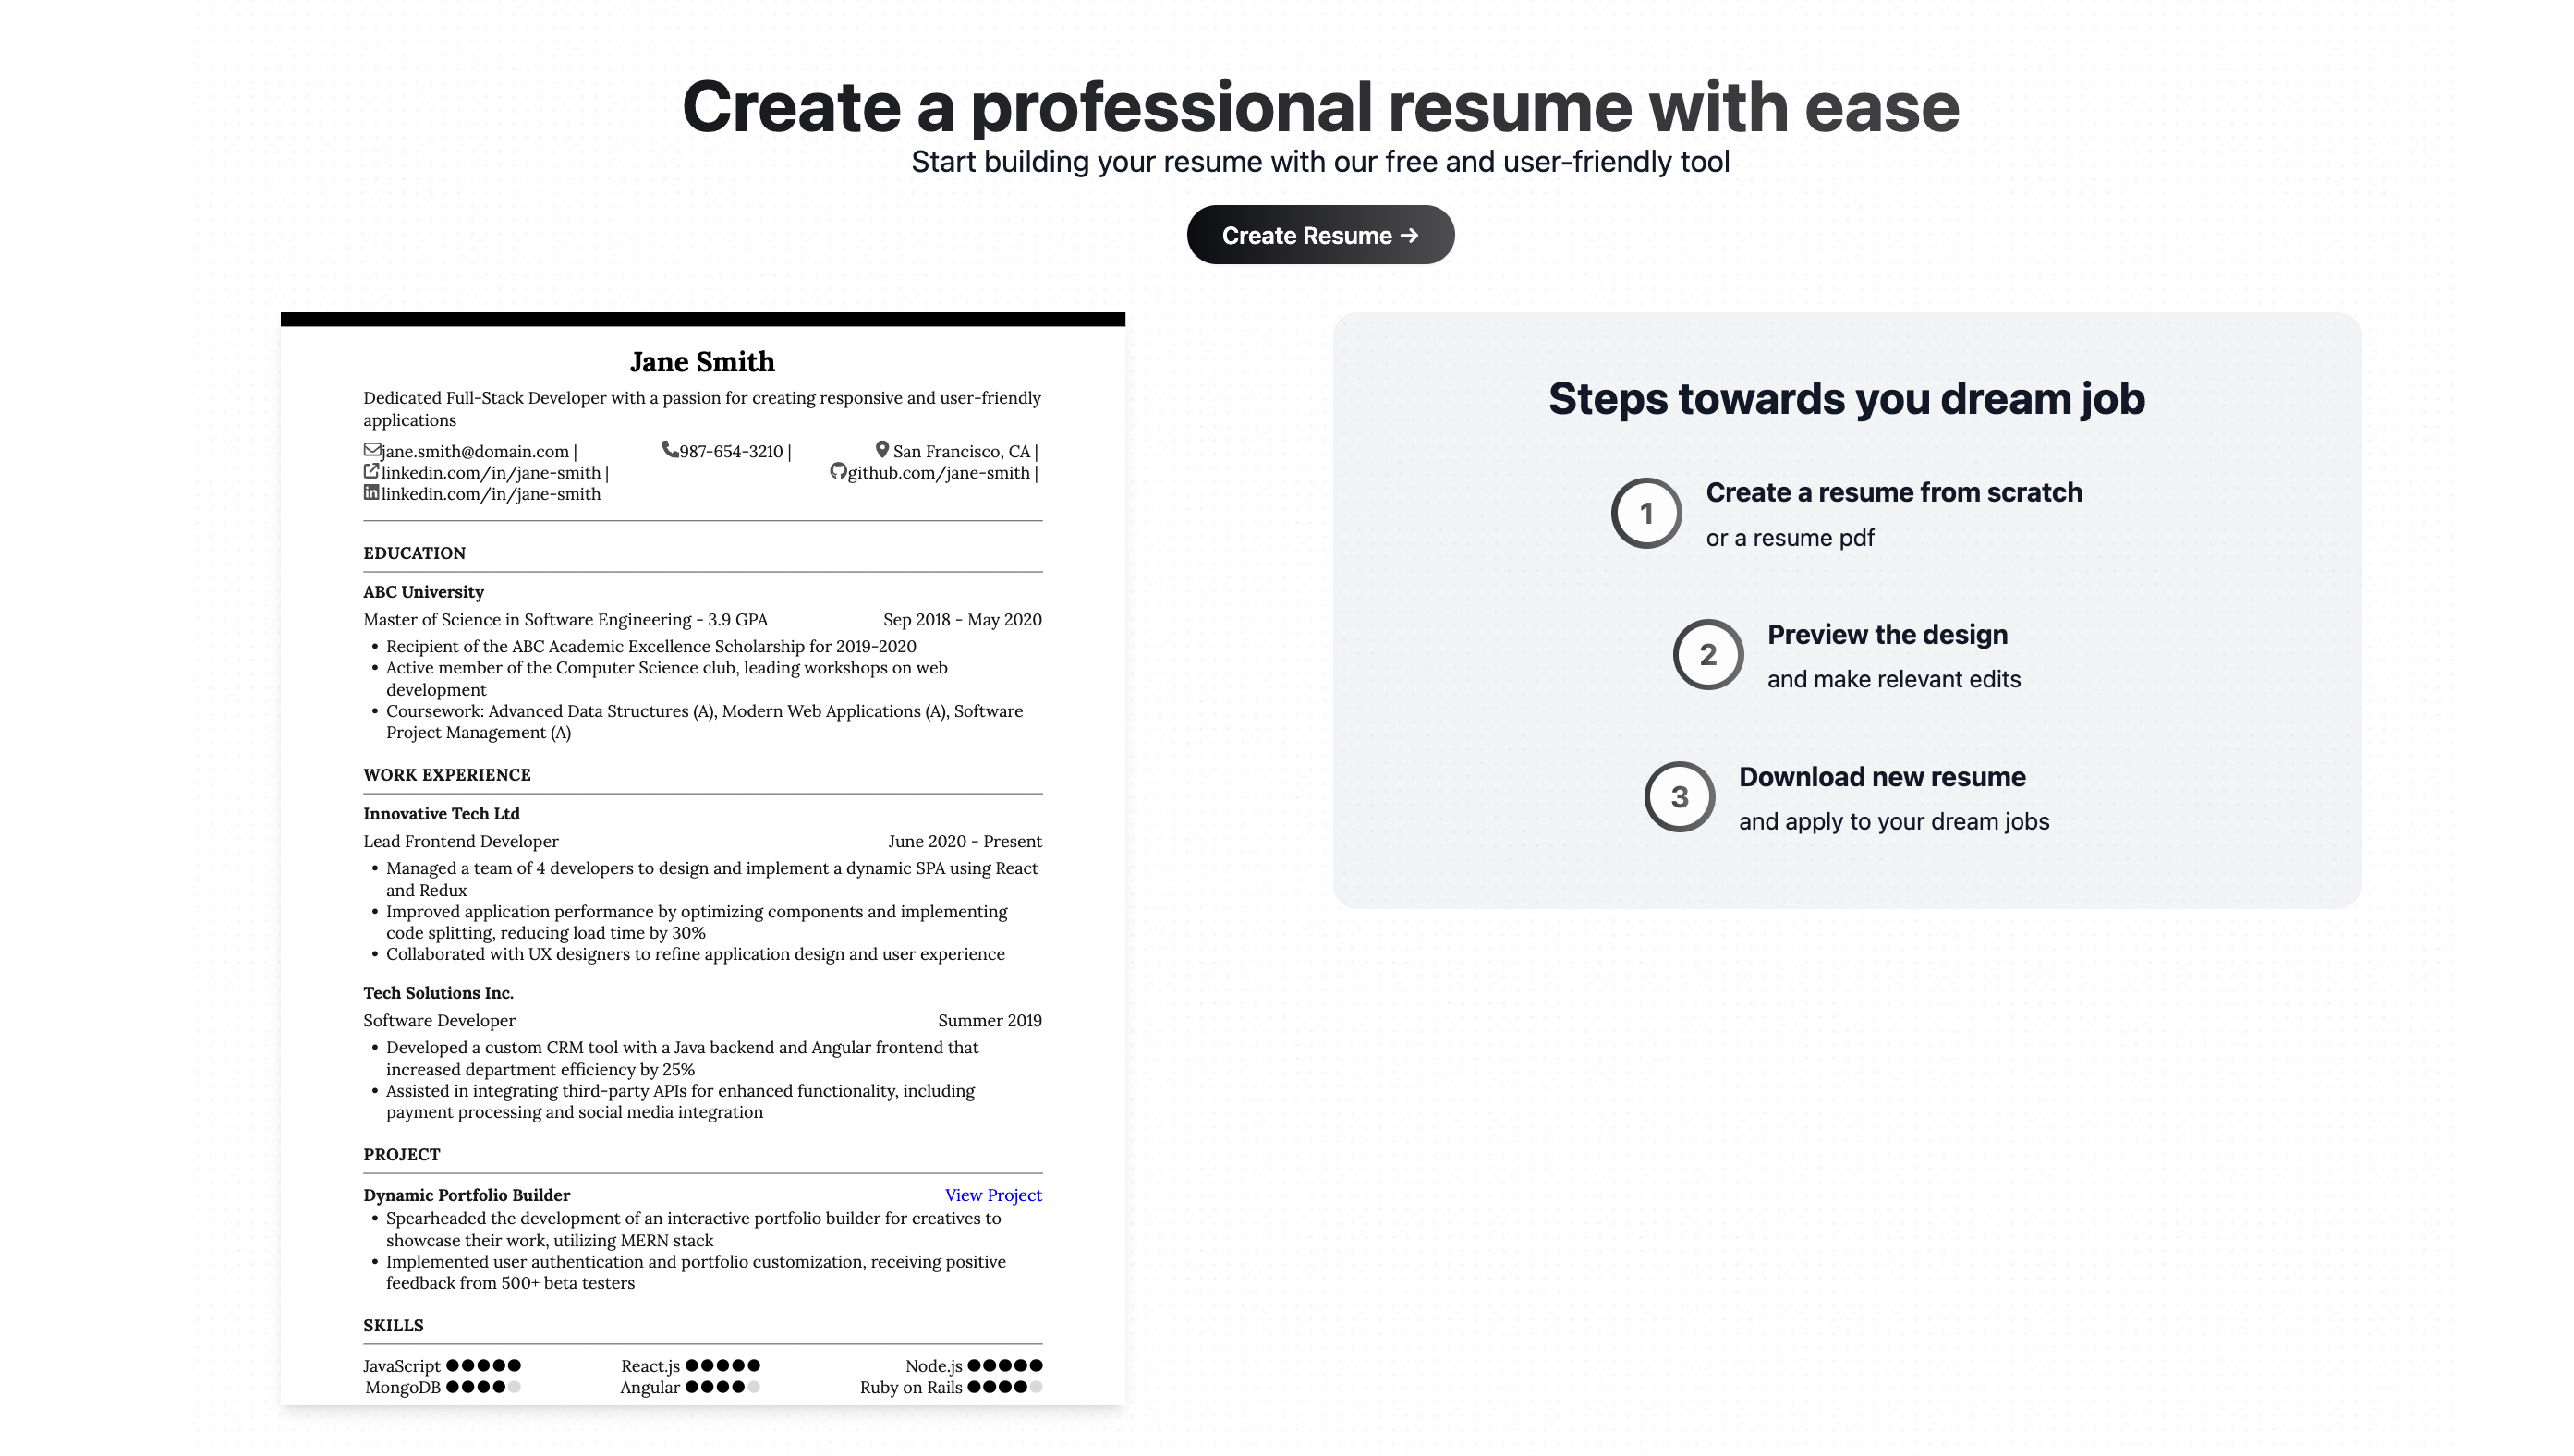 Create a professional resume with ease
Start building your resume with our free and user-friendly tool
Create Resume →
Jane Smith
Dedicated Full-Stack Developer with a passion for creating responsive and user-friendly
applications
jane.smith@domain.com | 987-654-3210 | San Francisco, CA |
linkedin.com/in/jane-smith | github.com/jane-smith |
linkedin.com/in/jane-smith
EDUCATION
ABC University
Master of Science in Software Engineering - 3.9 GPA Sep 2018 - May 2020
• Recipient of the ABC Academic Excellence Scholarship for 2019-2020
• Active member of the Computer Science club, leading workshops on web
development
• Coursework: Advanced Data Structures (A), Modern Web Applications (A), Software
Project Management (A)
WORK EXPERIENCE
Innovative Tech Ltd
Lead Frontend Developer June 2020 - Present
• Managed a team of 4 developers to design and implement a dynamic SPA using React
and Redux
• Improved application performance by optimizing components and implementing
code splitting, reducing load time by 30%
• Collaborated with UX designers to refine application design and user experience
Tech Solutions Inc.
Software Developer Summer 2019
• Developed a custom CRM tool with a Java backend and Angular frontend that
increased department efficiency by 25%
• Assisted in integrating third-party APIs for enhanced functionality, including
payment processing and social media integration
PROJECT
Dynamic Portfolio Builder View Project
• Spearheaded the development of an interactive portfolio builder for creatives to
showcase their work, utilizing MERN stack
• Implemented user authentication and portfolio customization, receiving positive
feedback from 500+ beta testers
SKILLS
JavaScript React.js Node.js
MongoDB Angular Ruby on Rails
Steps towards you dream job
1
Create a resume from scratch
or a resume pdf
2
Preview the design
and make relevant edits
3
Download new resume
and apply to your dream jobs